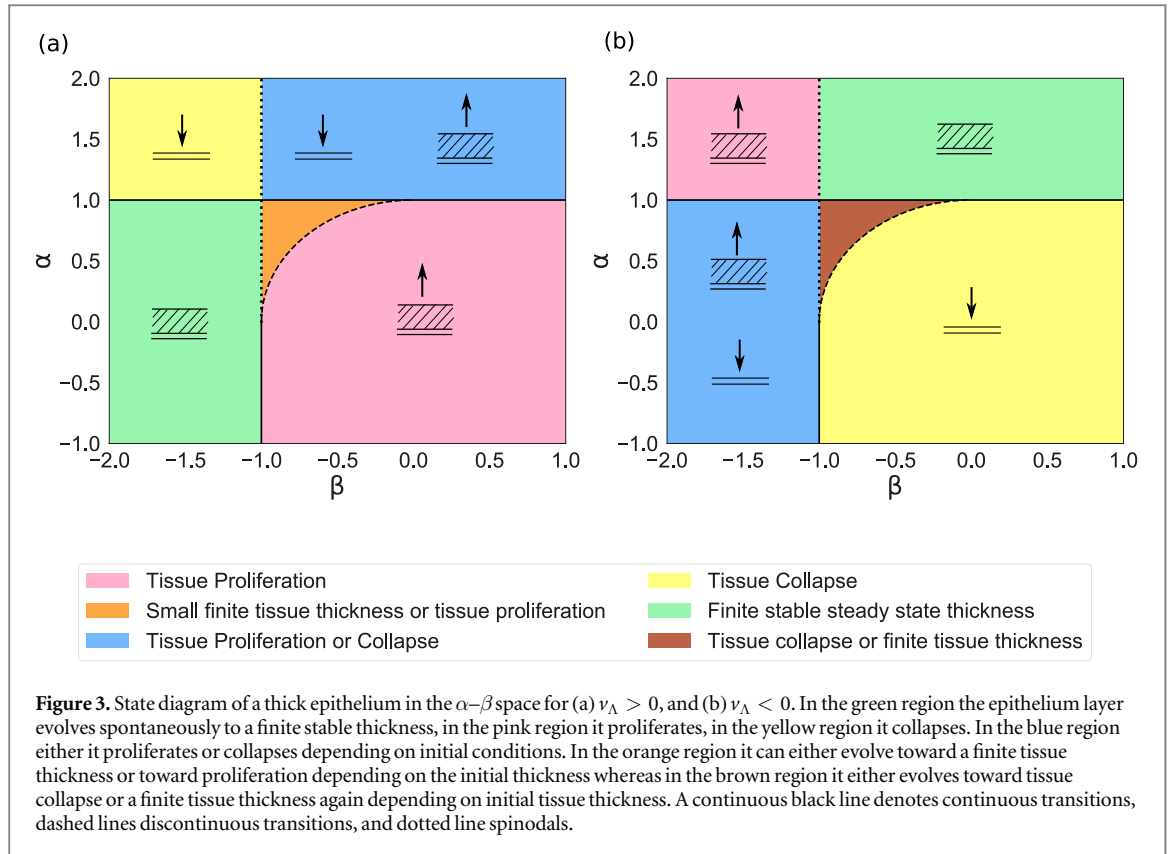 (a)
(b)
2.0
1.5
1.0
0.5
0.0
−0.5
−1.0
α
−2.0 −1.5 −1.0 −0.5 0.0 0.5 1.0
β
2.0
1.5
1.0
0.5
0.0
−0.5
−1.0
α
−2.0 −1.5 −1.0 −0.5 0.0 0.5 1.0
β
Tissue Proliferation
Small finite tissue thickness or tissue proliferation
Tissue Proliferation or Collapse
Tissue Collapse
Finite stable steady state thickness
Tissue collapse or finite tissue thickness
Figure 3. State diagram of a thick epithelium in the α–β space for (a) νΛ > 0, and (b) νΛ < 0. In the green region the epithelium layer
evolves spontaneously to a finite stable thickness, in the pink region it proliferates, in the yellow region it collapses. In the blue region
either it proliferates or collapses depending on initial conditions. In the orange region it can either evolve toward a finite tissue
thickness or toward proliferation depending on the initial thickness whereas in the brown region it either evolves toward tissue
collapse or a finite tissue thickness again depending on initial tissue thickness. A continuous black line denotes continuous transitions,
dashed lines discontinuous transitions, and dotted line spinodals.